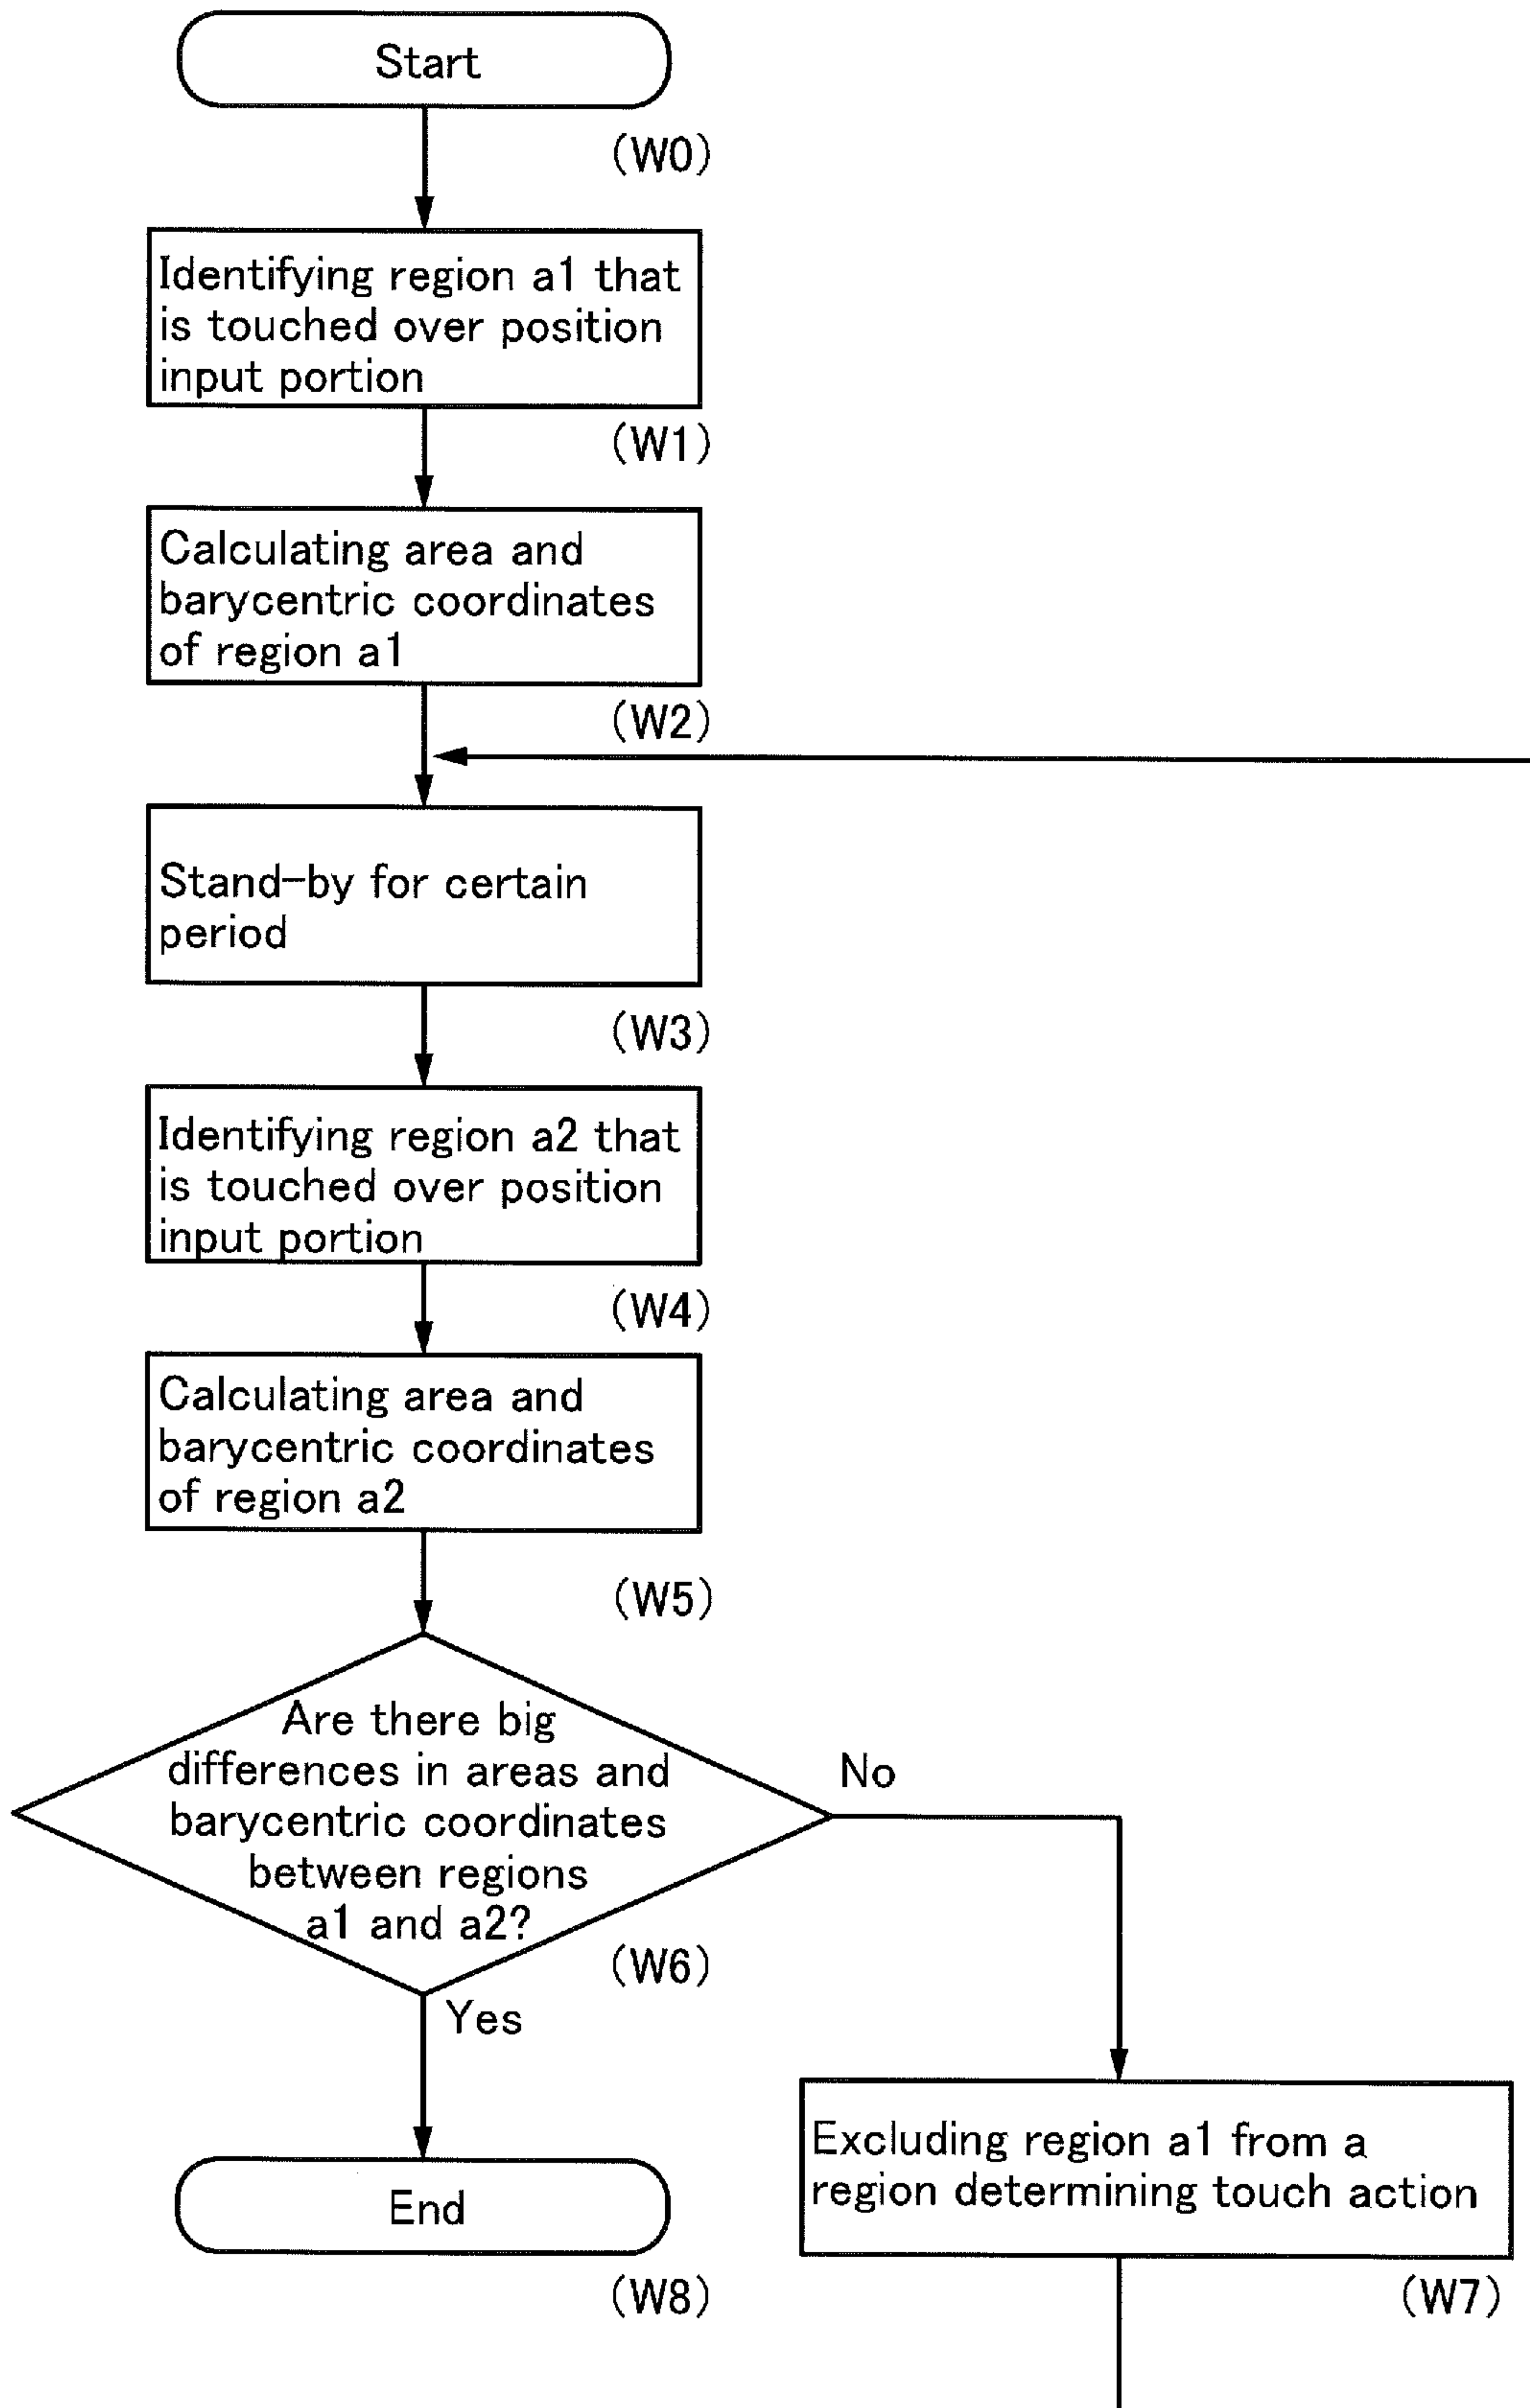 Start
(W0)
Identifying region a1 that
is touched over position
input portion
(W1)
Calculating area and
barycentric coordinates
of region a1
(W2)
Stand-by for certain
period
(W3)
Identifying region a2 that
is touched over position
input portion
(W4)
Calculating area and
barycentric coordinates
of region a2
(W5)
Are there big
differences in areas and
barycentric coordinates
between regions
a1 and a2?
No
(W6)
Yes
Excluding region a1 from a
region determining touch action
(W7)
End
(W8)